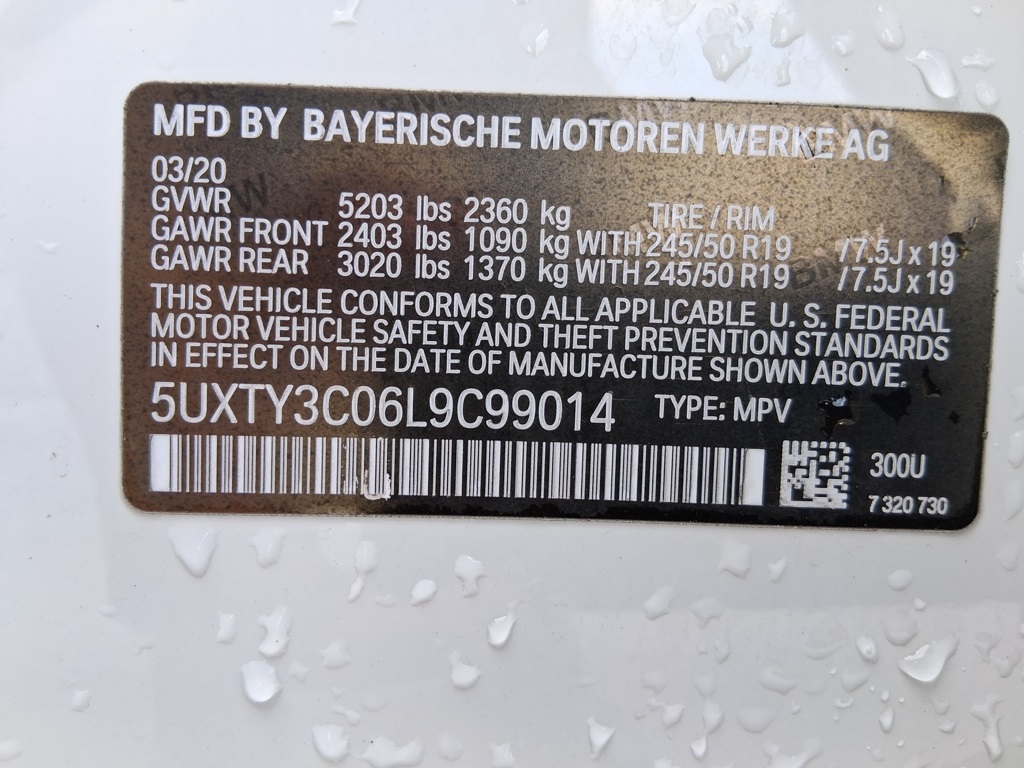 MFD BY BAYERISCHE MOTOREN WERKE AG
03/20
GVWR 5203 lbs 2360 kg TIRE / RIM
GAWR FRONT 2403 lbs 1090 kg WITH 245/50 R19 / 7.5J x 19
GAWR REAR 3020 lbs 1370 kg WITH 245/50 R19 / 7.5J x 19
THIS VEHICLE CONFORMS TO ALL APPLICABLE U. S. FEDERAL
MOTOR VEHICLE SAFETY AND THEFT PREVENTION STANDARDS
IN EFFECT ON THE DATE OF MANUFACTURE SHOWN ABOVE.
5UXTY3C06L9C99014 TYPE: MPV
300U
7 320 730